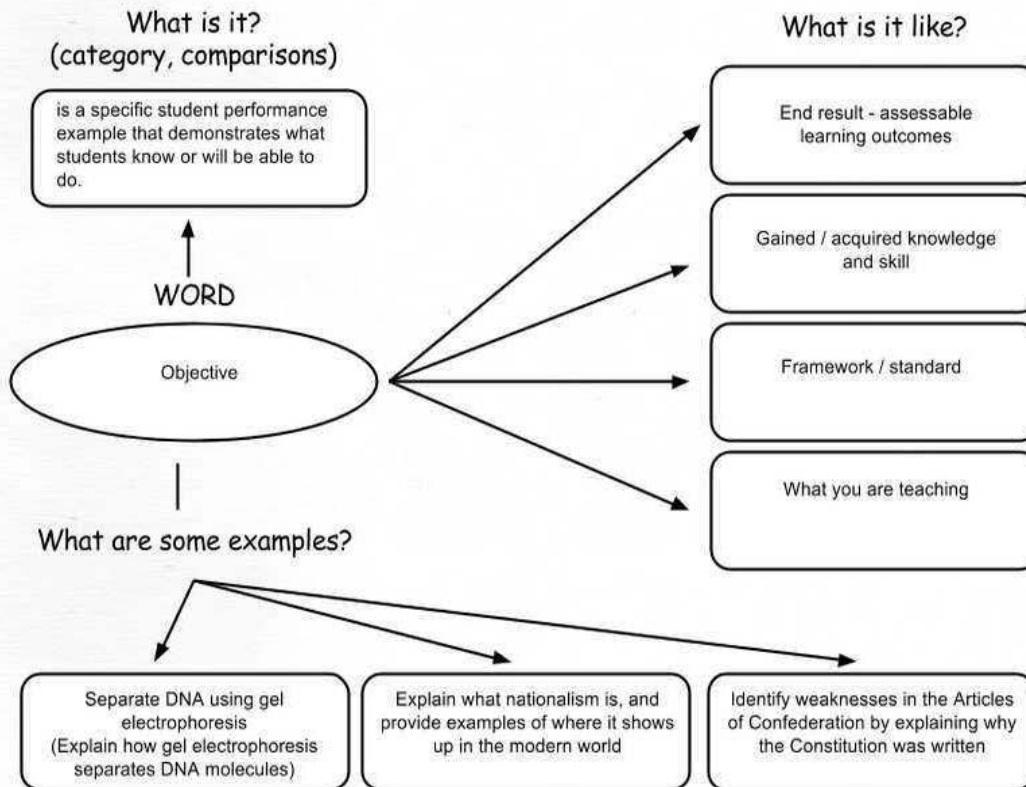 What is it?
(category, comparisons)
is a specific student performance
example that demonstrates what
students know or will be able to
do.
WORD
Objective
What is it like?
End result - assessable
learning outcomes
Gained / acquired knowledge
and skill
Framework / standard
What you are teaching
What are some examples?
Separate DNA using gel
electrophoresis
(Explain how gel electrophoresis
separates DNA molecules)
Explain what nationalism is, and
provide examples of where it shows
up in the modern world
Identify weaknesses in the Articles
of Confederation by explaining why
the Constitution was written